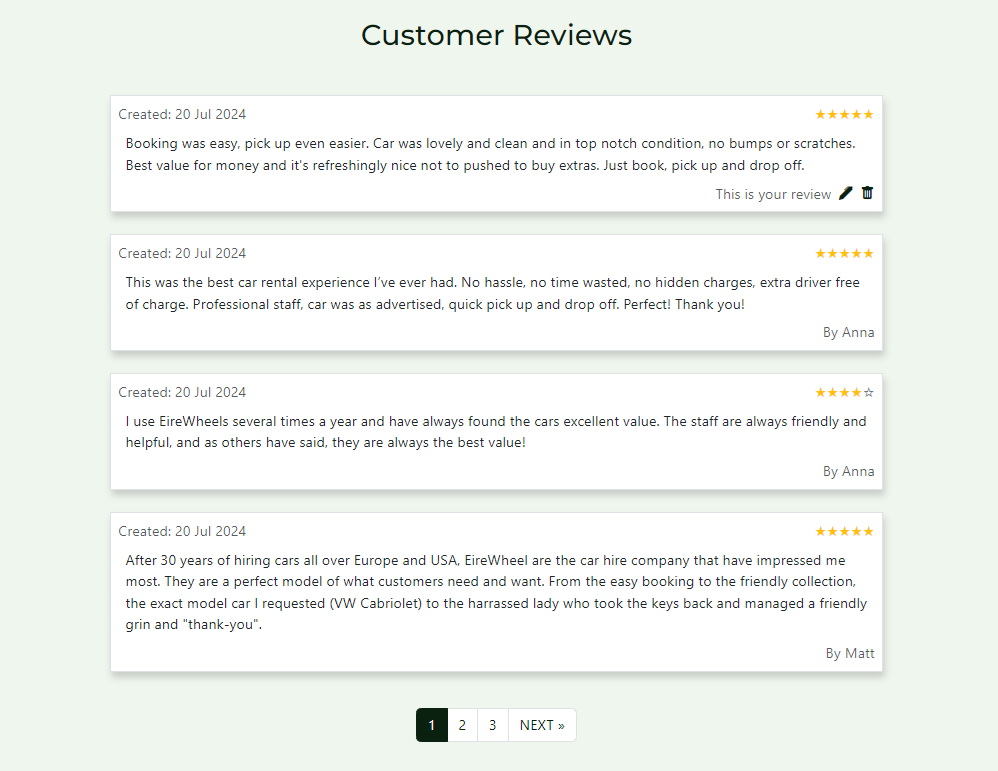 Customer Reviews
Created: 20 Jul 2024 ★★★★★
Booking was easy, pick up even easier. Car was lovely and clean and in top notch condition, no bumps or scratches.
Best value for money and it's refreshingly nice not to pushed to buy extras. Just book, pick up and drop off.
This is your review
Created: 20 Jul 2024 ★★★★★
This was the best car rental experience I’ve ever had. No hassle, no time wasted, no hidden charges, extra driver free
of charge. Professional staff, car was as advertised, quick pick up and drop off. Perfect! Thank you!
By Anna
Created: 20 Jul 2024 ★★★★☆
I use EireWheels several times a year and have always found the cars excellent value. The staff are always friendly and
helpful, and as others have said, they are always the best value!
By Anna
Created: 20 Jul 2024 ★★★★★
After 30 years of hiring cars all over Europe and USA, EireWheel are the car hire company that have impressed me
most. They are a perfect model of what customers need and want. From the easy booking to the friendly collection,
the exact model car I requested (VW Cabriolet) to the harrassed lady who took the keys back and managed a friendly
grin and "thank-you".
By Matt
1 2 3 NEXT »